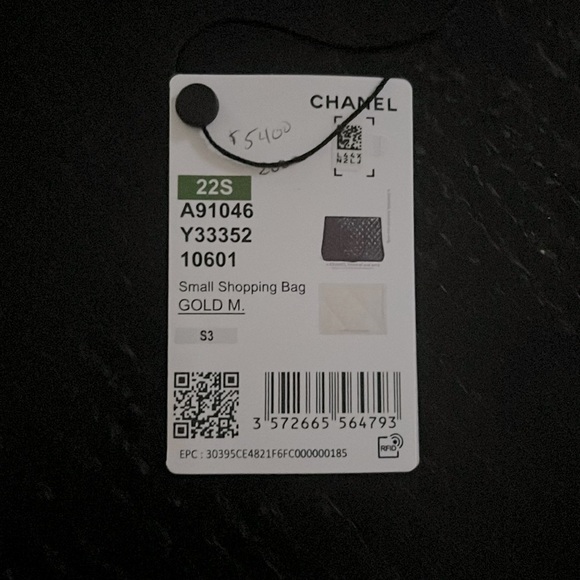 CHANEL
$5400
22S
A91046
Y33352
10601
Small Shopping Bag
GOLD M.
S3
3 572665 564793
RFID
EPC : 30395CE4821F6FC000000185